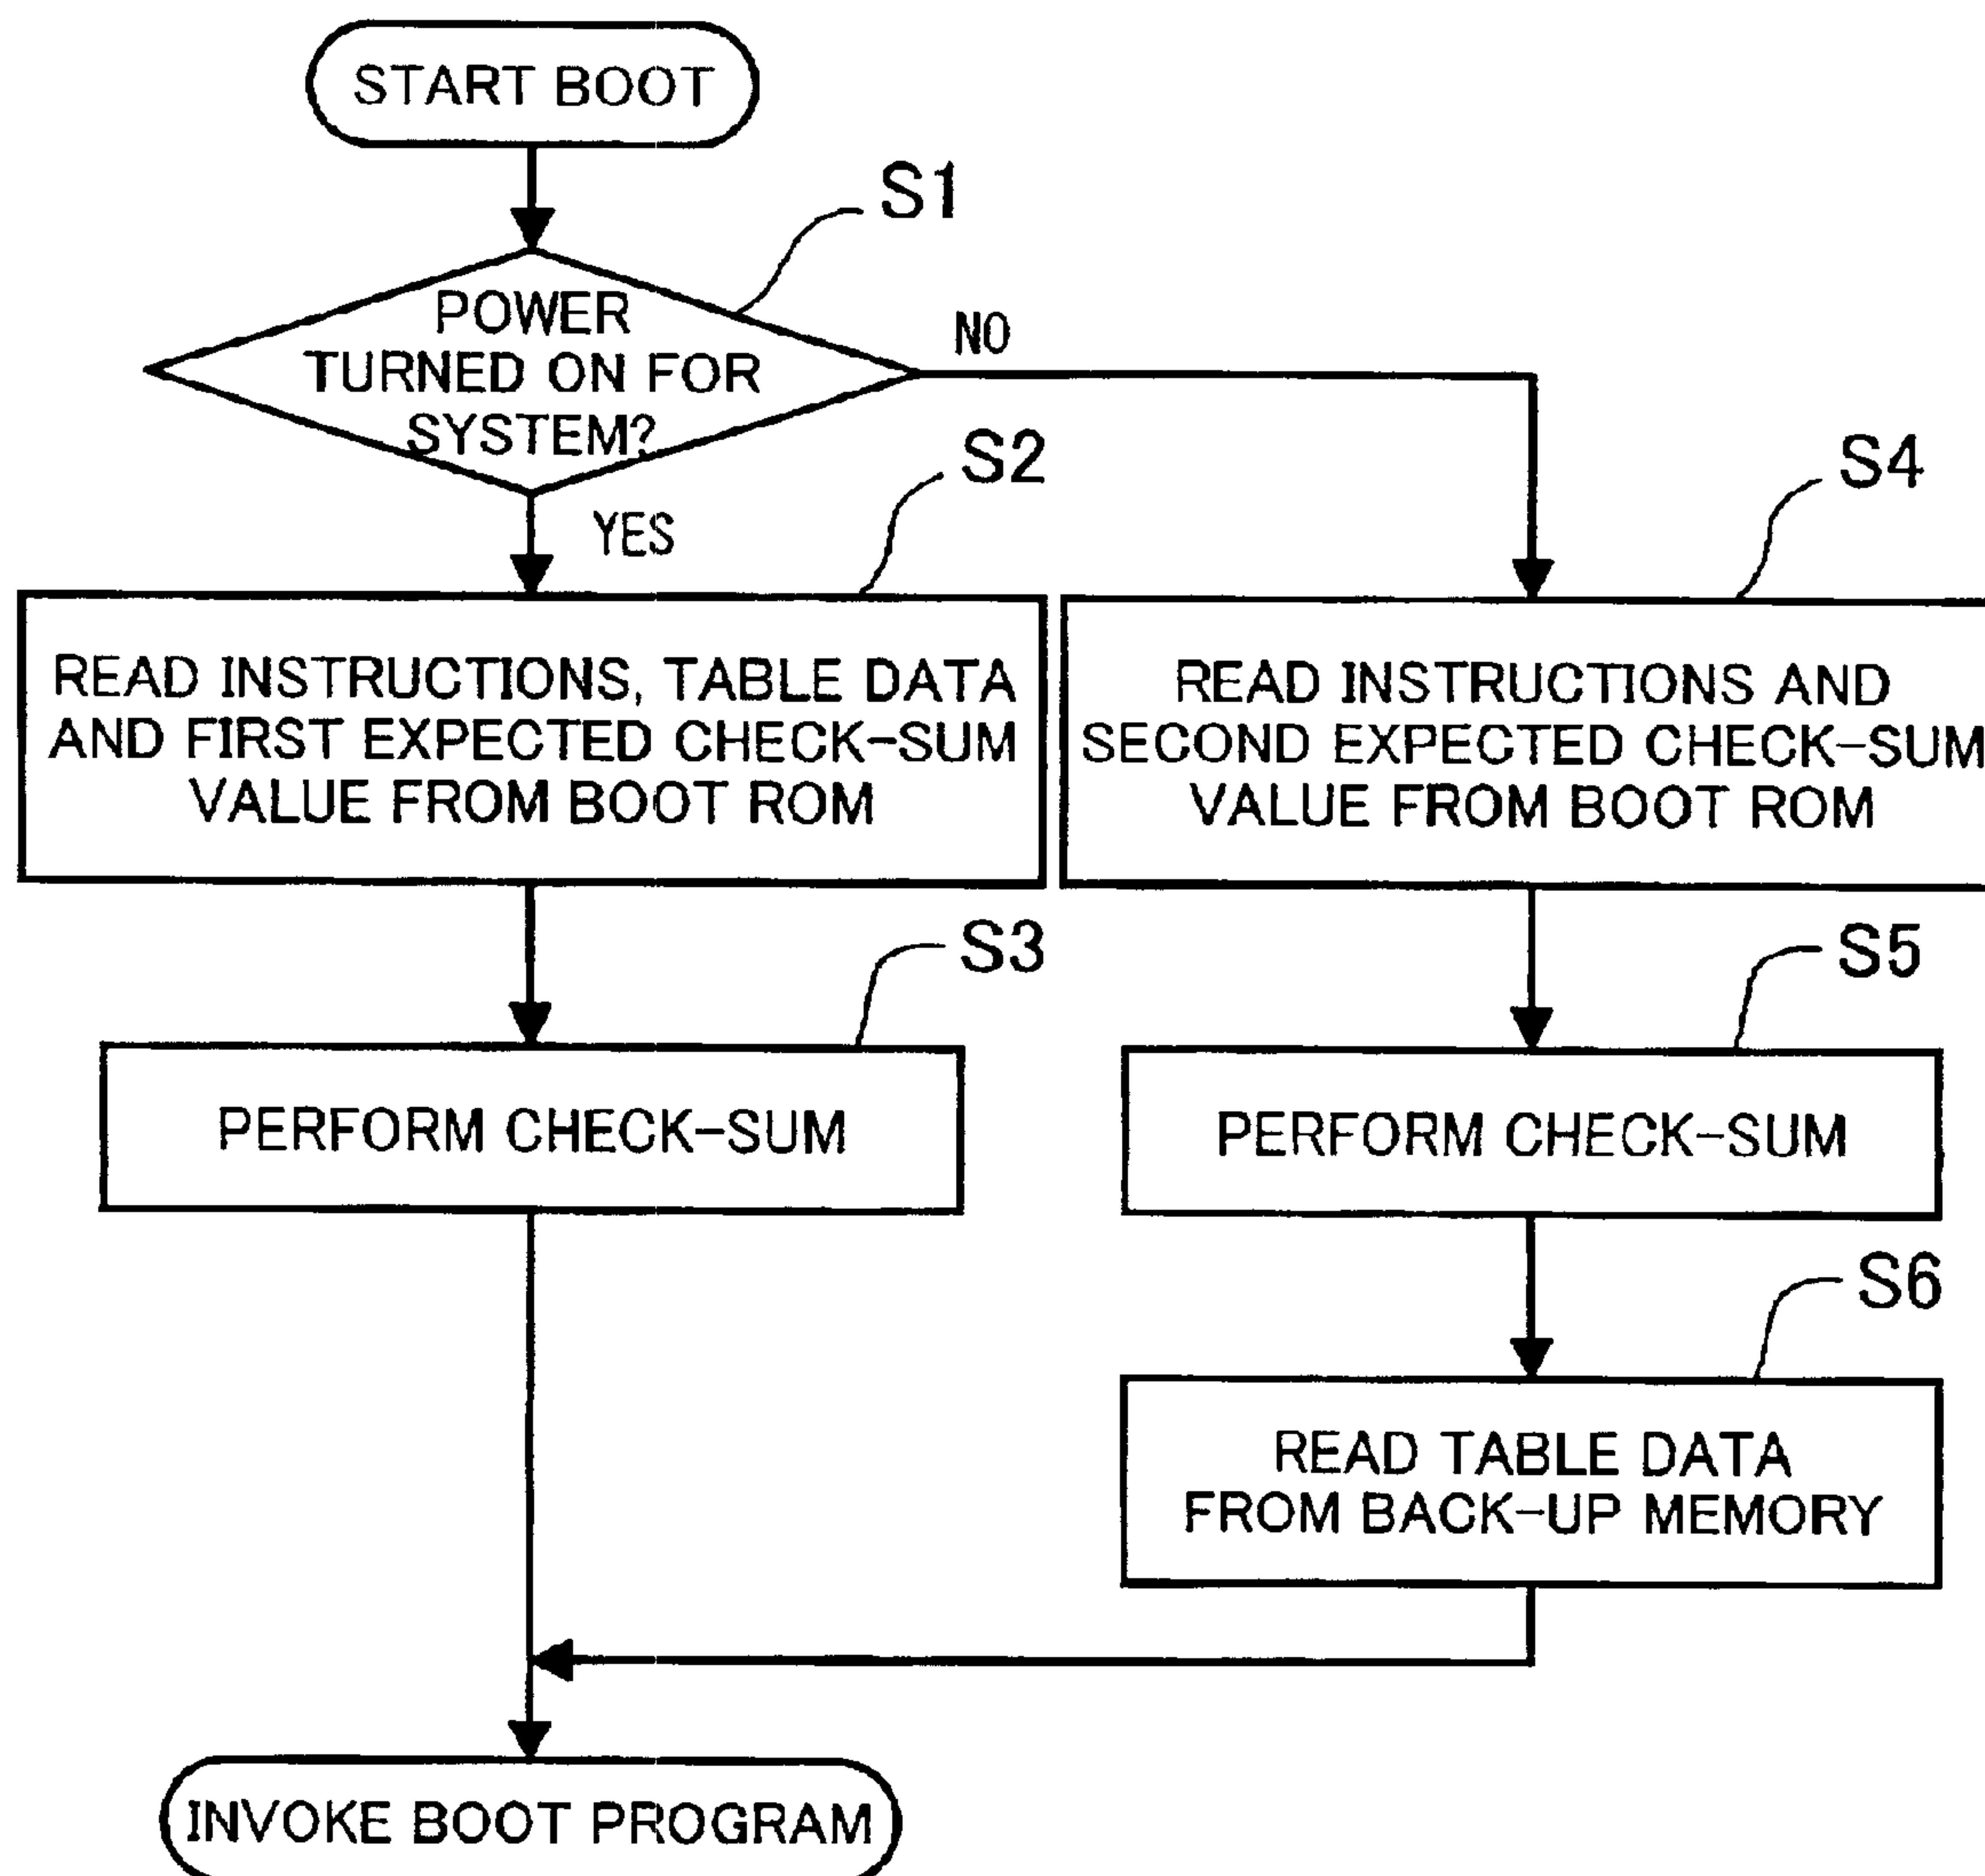 START BOOT
S1
POWER
TURNED ON FOR
SYSTEM?
NO
YES
S2
READ INSTRUCTIONS, TABLE DATA
AND FIRST EXPECTED CHECK-SUM
VALUE FROM BOOT ROM
S4
READ INSTRUCTIONS AND
SECOND EXPECTED CHECK-SUM
VALUE FROM BOOT ROM
S3
PERFORM CHECK-SUM
S5
PERFORM CHECK-SUM
S6
READ TABLE DATA
FROM BACK-UP MEMORY
INVOKE BOOT PROGRAM